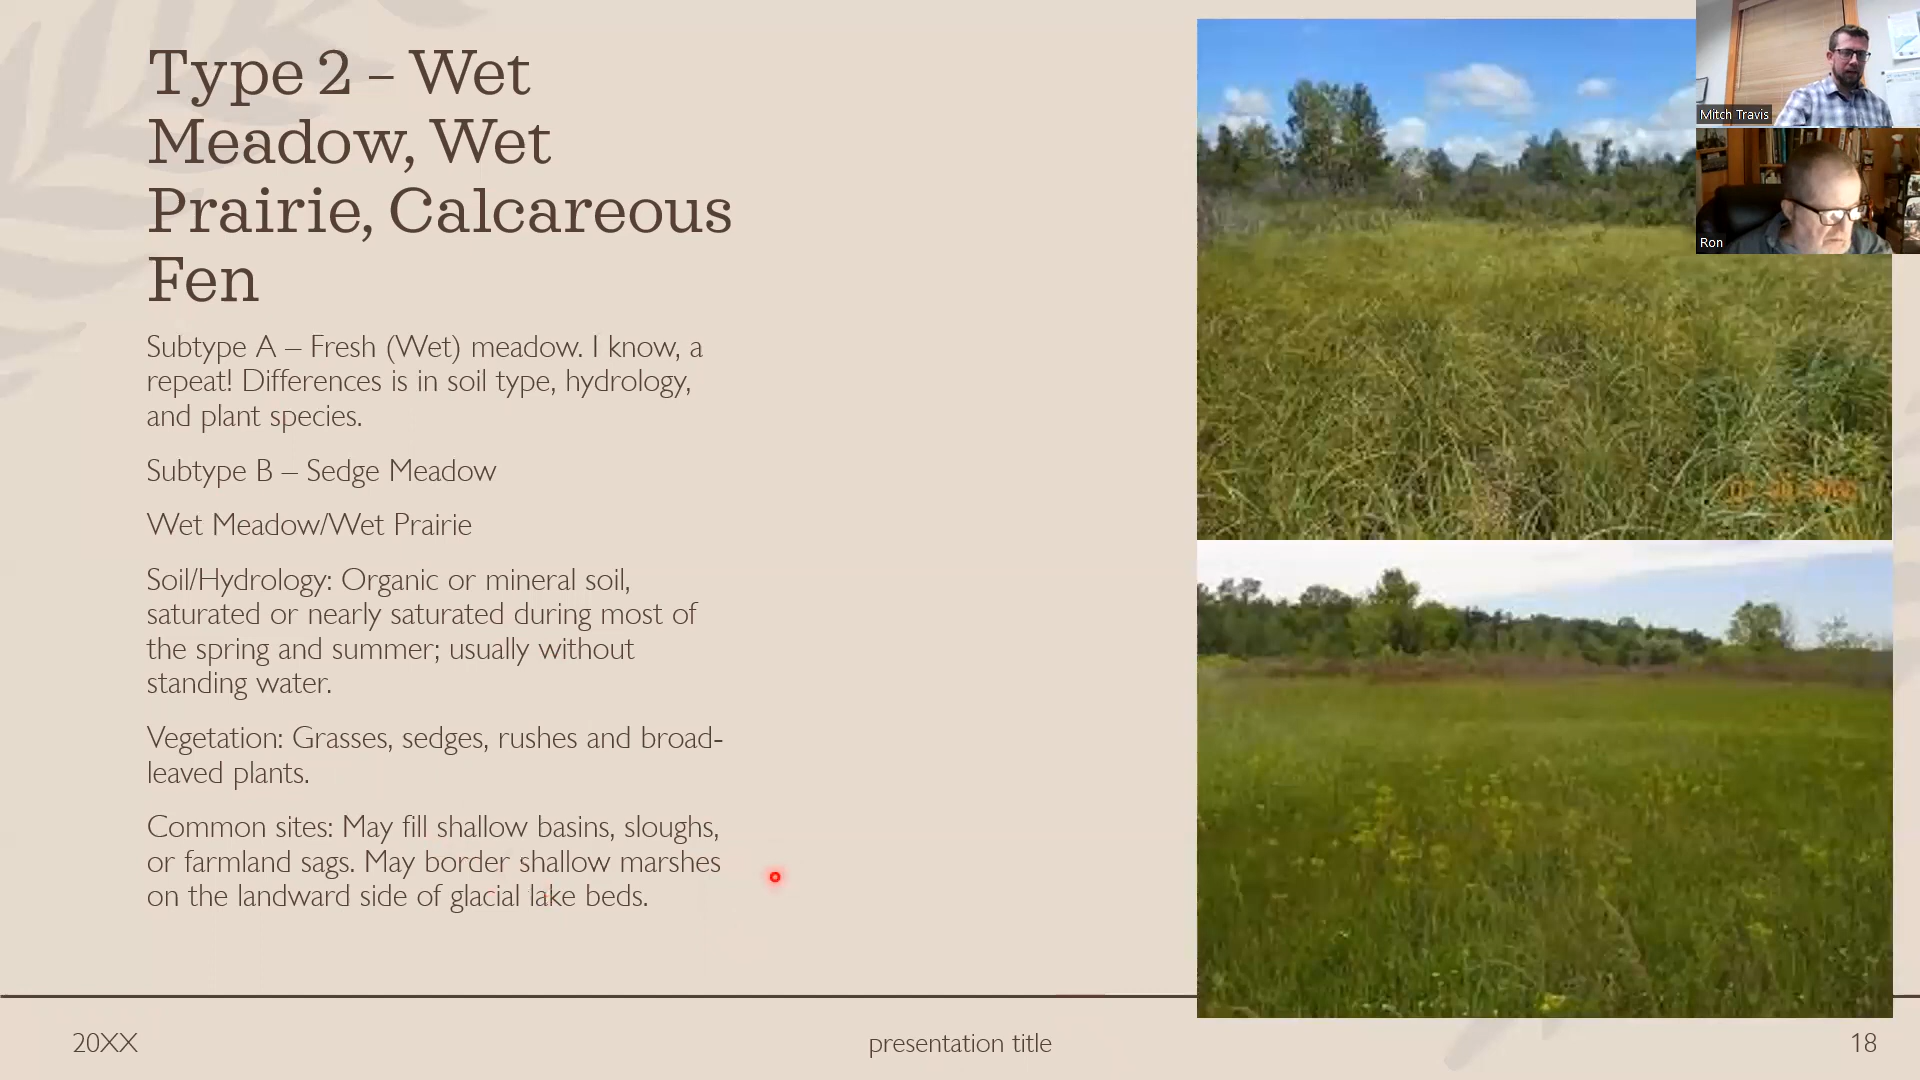 Type 2 – Wet
Meadow, Wet
Prairie, Calcareous
Fen
Subtype A – Fresh (Wet) meadow. I know, a
repeat! Differences is in soil type, hydrology,
and plant species.
Subtype B – Sedge Meadow
Wet Meadow/Wet Prairie
Soil/Hydrology: Organic or mineral soil,
saturated or nearly saturated during most of
the spring and summer; usually without
standing water.
Vegetation: Grasses, sedges, rushes and broad-
leaved plants.
Common sites: May fill shallow basins, sloughs,
or farmland sags. May border shallow marshes
on the landward side of glacial lake beds.
Mitch Travis
Ron
20XX
presentation title
18